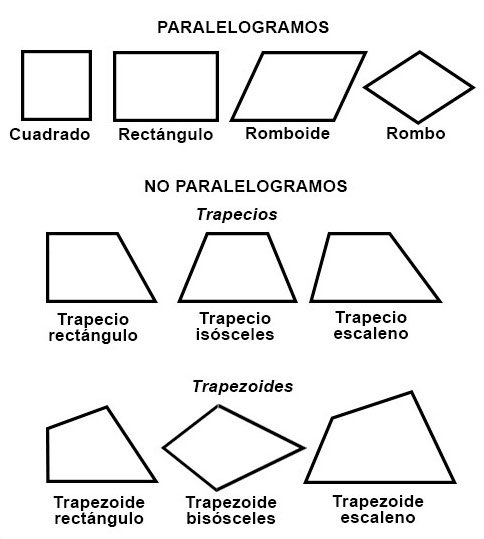 PARALELOGRAMOS
Cuadrado Rectángulo Romboide Rombo
NO PARALELOGRAMOS
Trapecios
Trapecio rectángulo
Trapecio isósceles
Trapecio escaleno
Trapezoides
Trapezoide rectángulo
Trapezoide bisósceles
Trapezoide escaleno